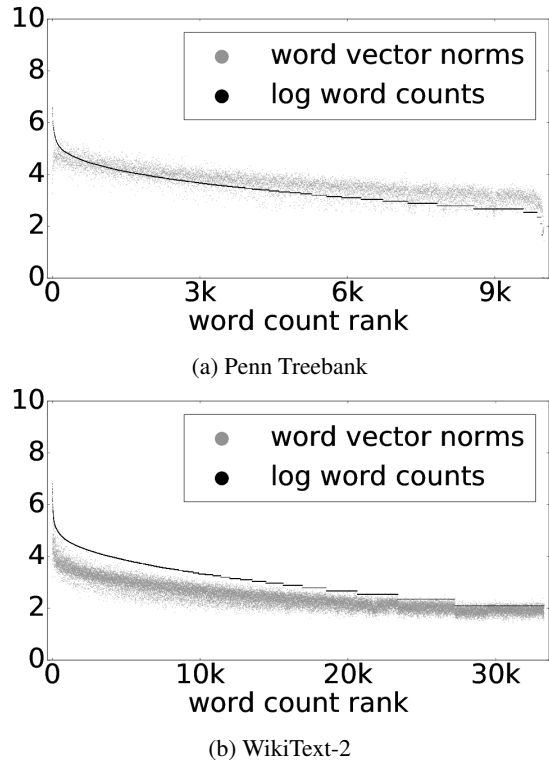 10
8
6
4
2
0
word vector norms
log word counts
0 3k 6k 9k
word count rank
(a) Penn Treebank
10
8
6
4
2
0
word vector norms
log word counts
0 10k 20k 30k
word count rank
(b) WikiText-2